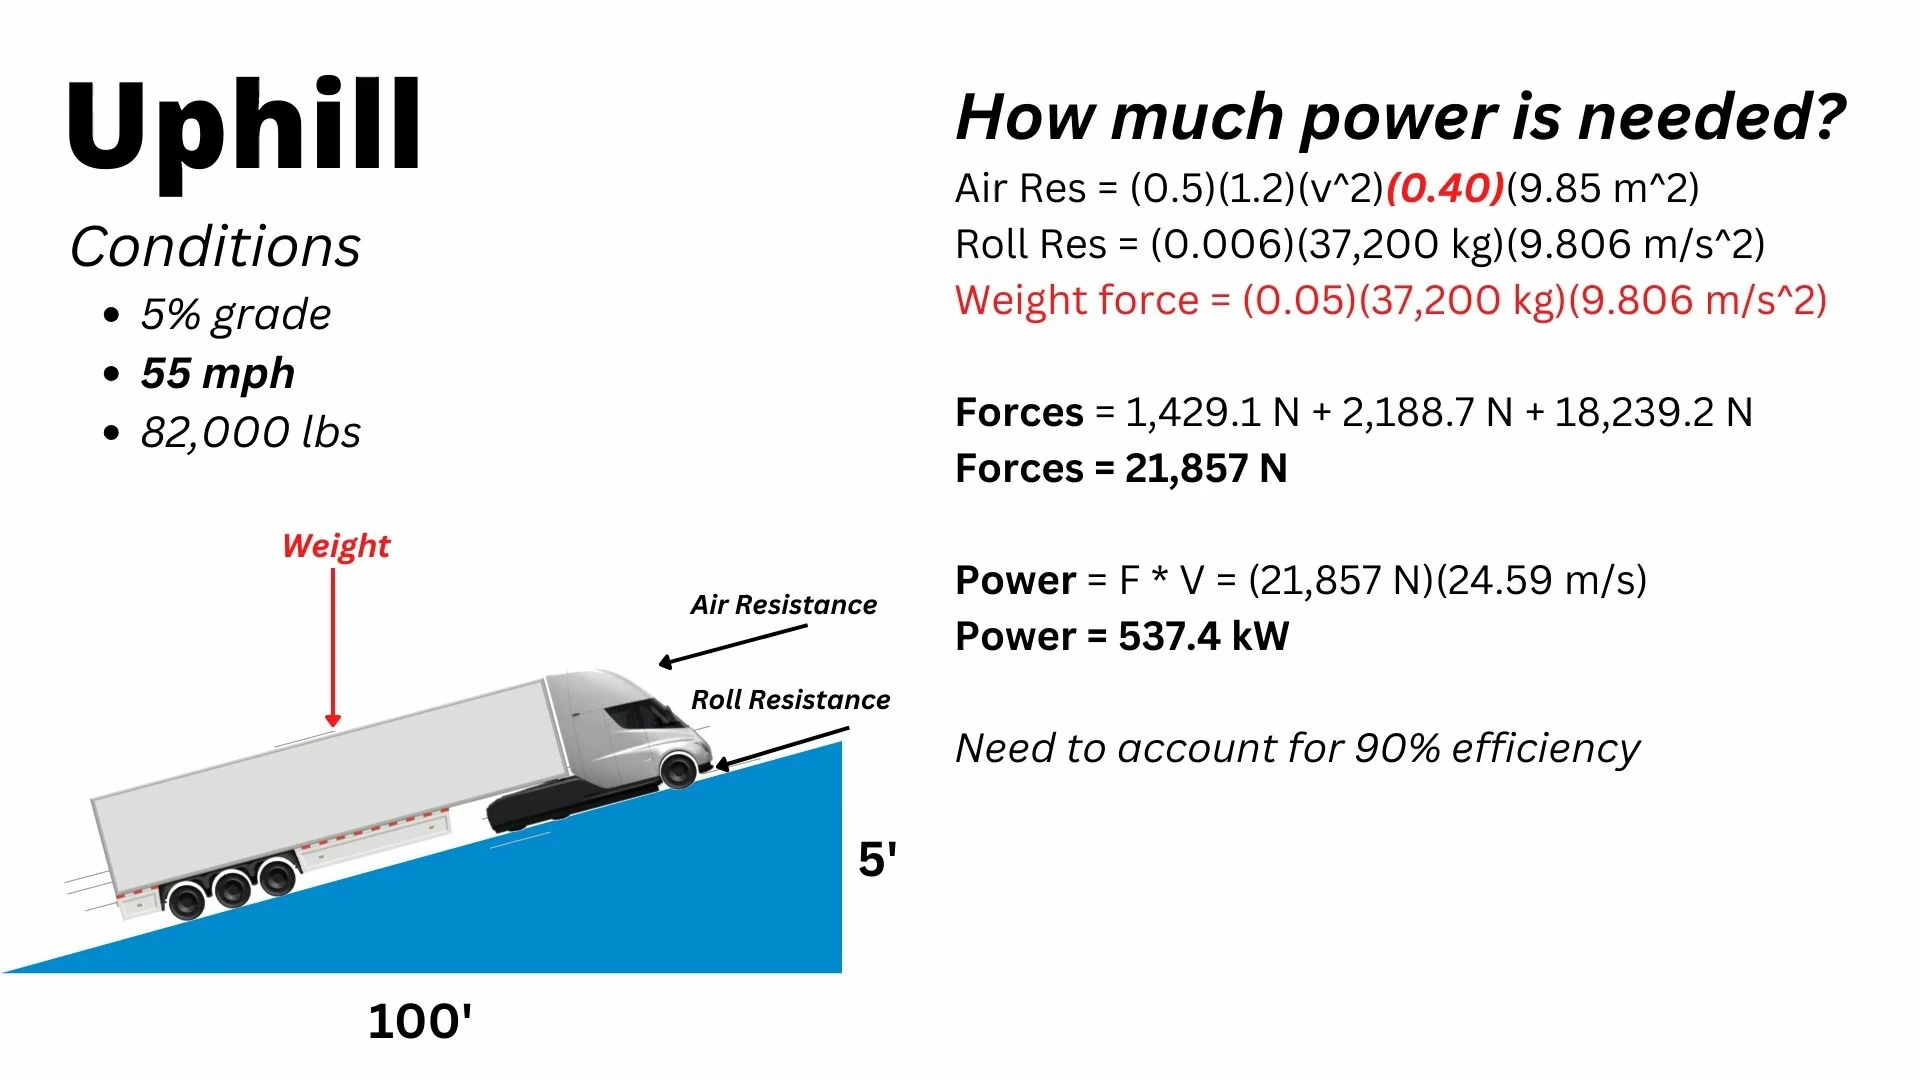 Uphill
Conditions
• 5% grade
• 55 mph
• 82,000 lbs
How much power is needed?
Air Res = (0.5)(1.2)(v^2)(0.40)(9.85 m^2)
Roll Res = (0.006)(37,200 kg)(9.806 m/s^2)
Weight force = (0.05)(37,200 kg)(9.806 m/s^2)
Forces = 1,429.1 N + 2,188.7 N + 18,239.2 N
Forces = 21,857 N
Power = F * V = (21,857 N)(24.59 m/s)
Power = 537.4 kW
Need to account for 90% efficiency
Weight
Air Resistance
Roll Resistance
5'
100'